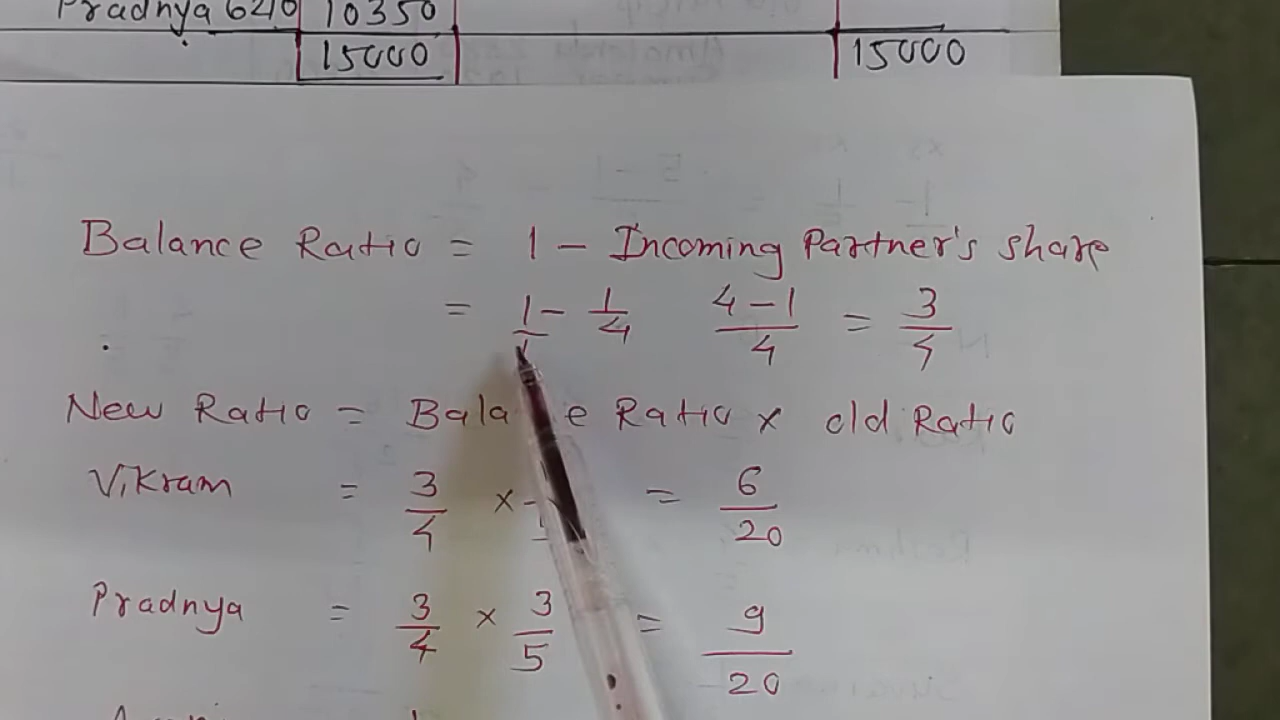 Pradnya 6210 10350
15000 15000
Balance Ratio = 1 - Incoming Partner's share
= 1 - 1/4 4-1/4 = 3/4
New Ratio = Bala e Ratio x old Ratio
Vikram = 3/4 x = 6/20
Pradnya = 3/4 x 3/5 = 9/20